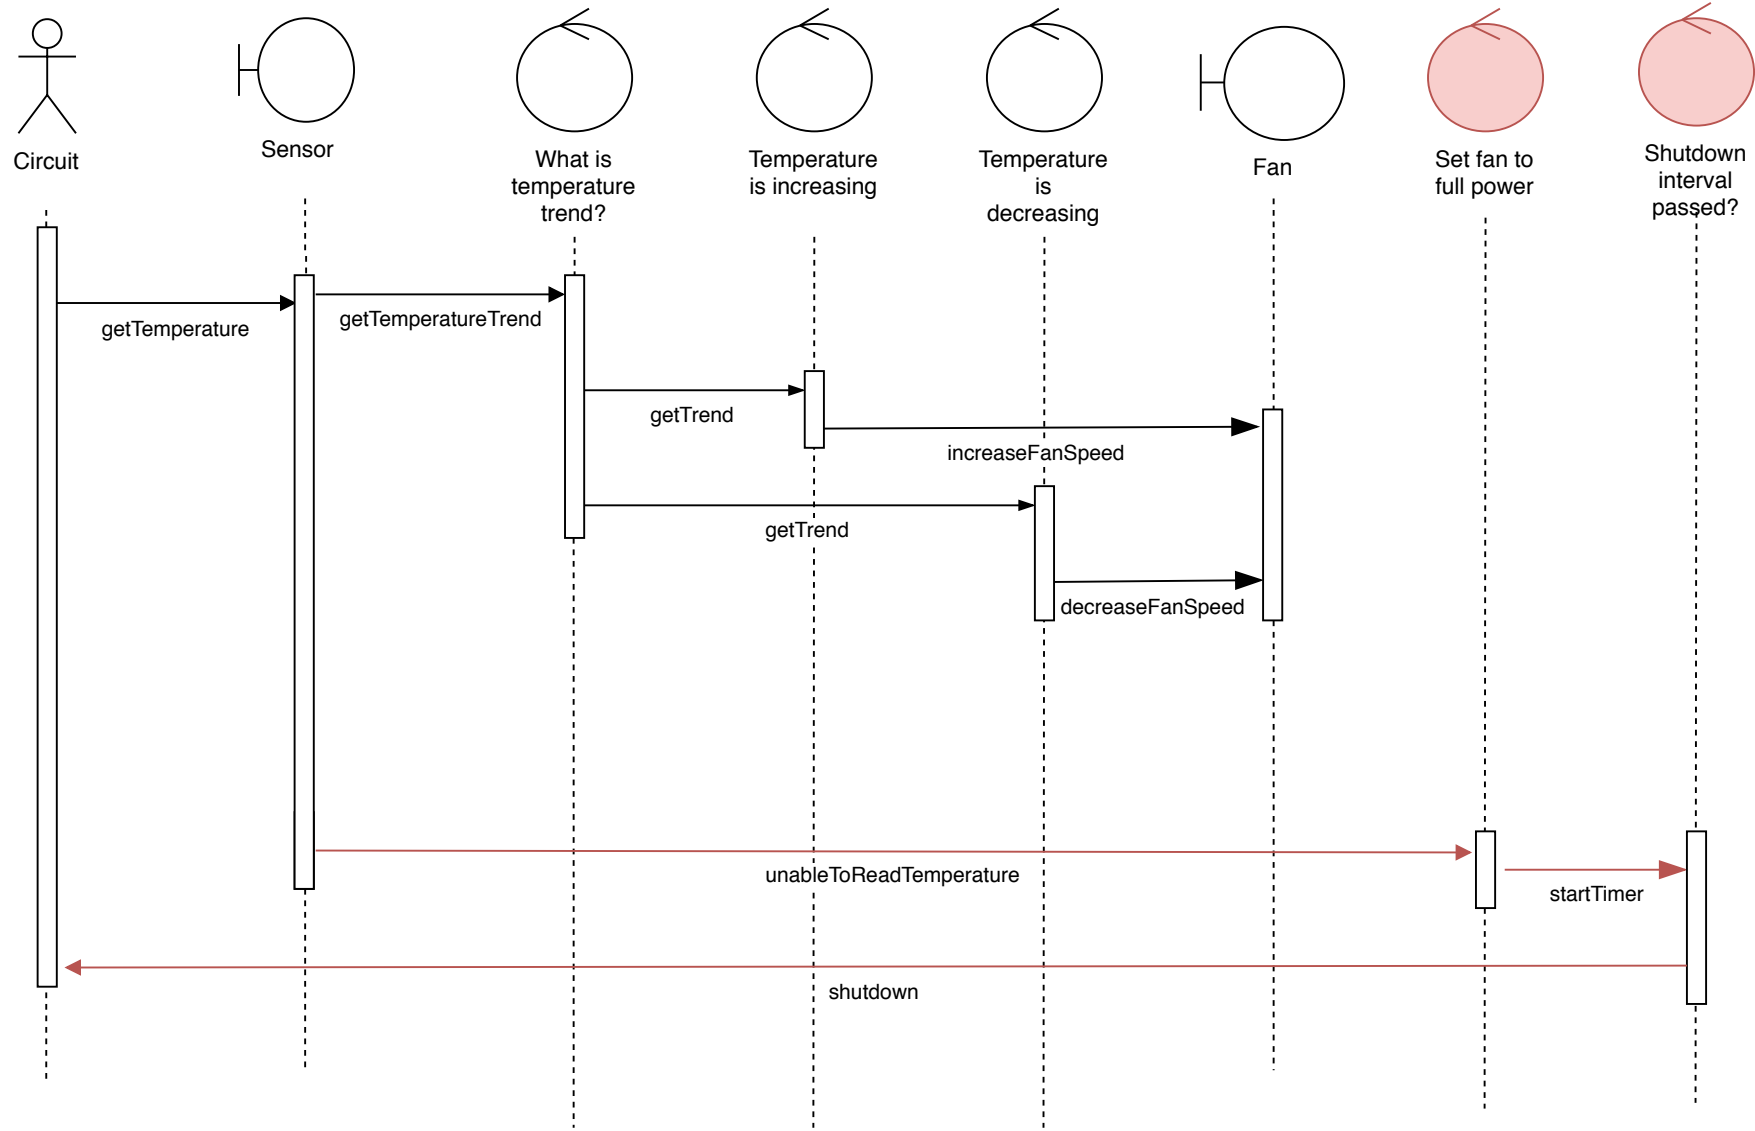 Circuit
Sensor
What is
temperature
trend?
Temperature
is increasing
Temperature
is
decreasing
Fan
Set fan to
full power
Shutdown
interval
passed?
getTemperature
getTemperatureTrend
getTrend
increaseFanSpeed
getTrend
decreaseFanSpeed
unableToReadTemperature
startTimer
shutdown